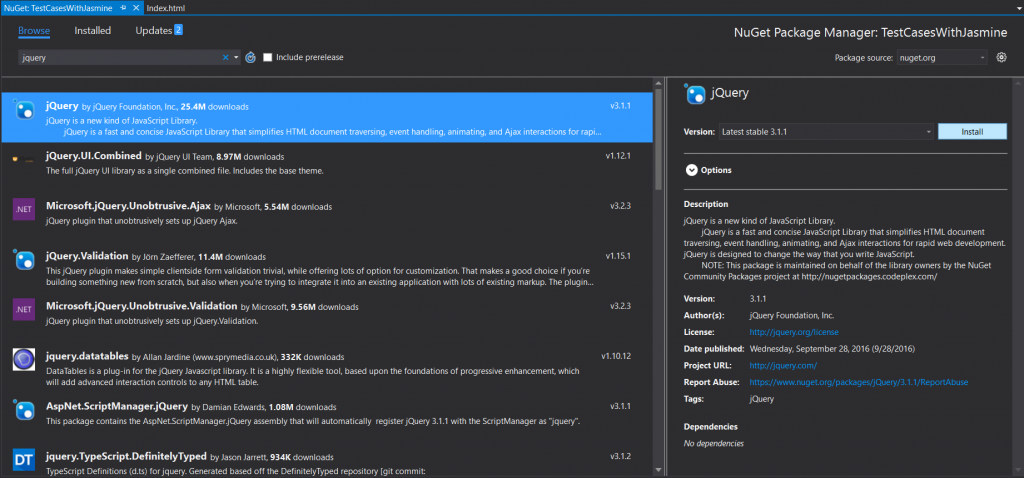 NuGet: TestCasesWithJasmine
Index.html
Browse
Installed
Updates 2
NuGet Package Manager: TestCasesWithJasmine
jquery
Include prerelease
Package source: nuget.org
jQuery by jQuery Foundation, Inc., 25.4M downloads
v3.1.1
jQuery is a new kind of JavaScript Library.
jQuery is a fast and concise JavaScript Library that simplifies HTML document traversing, event handling, animating, and Ajax interactions for rapi...
jQuery.UI.Combined by jQuery UI Team, 8.97M downloads
v1.12.1
The full jQuery UI library as a single combined file. Includes the base theme.
.NET
Microsoft.jQuery.Unobtrusive.Ajax by Microsoft, 5.54M downloads
v3.2.3
jQuery plugin that unobtrusively sets up jQuery Ajax.
jQuery.Validation by Jörn Zaefferer, 11.4M downloads
v1.15.1
This jQuery plugin makes simple clientside form validation trivial, while offering lots of option for customization. That makes a good choice if you're
building something new from scratch, but also when you're trying to integrate it into an existing application with lots of existing markup. The plugin...
.NET
Microsoft.jQuery.Unobtrusive.Validation by Microsoft, 9.56M downloads
v3.2.3
jQuery plugin that unobtrusively sets up jQuery.Validation.
jquery.datatables by Allan Jardine (www.sprymedia.co.uk), 332K downloads
v1.10.12
DataTables is a plug-in for the jQuery Javascript library. It is a highly flexible tool, based upon the foundations of progressive enhancement, which
will add advanced interaction controls to any HTML table.
AspNet.ScriptManager.jQuery by Damian Edwards, 1.08M downloads
v3.1.1
This package contains the AspNet.ScriptManager.jQuery assembly that will automatically register jQuery 3.1.1 with the ScriptManager as "jquery".
DT
jquery.TypeScript.DefinitelyTyped by Jason Jarrett, 934K downloads
v3.1.2
TypeScript Definitions (d.ts) for jquery. Generated based off the DefinitelyTyped repository [git commit:
jQuery
Version: Latest stable 3.1.1
Install
Options
Description
jQuery is a new kind of JavaScript Library.
jQuery is a fast and concise JavaScript Library that simplifies HTML document
traversing, event handling, animating, and Ajax interactions for rapid web development.
jQuery is designed to change the way that you write JavaScript.
NOTE: This package is maintained on behalf of the library owners by the NuGet
Community Packages project at http://nugetpackages.codeplex.com/
Version: 3.1.1
Author(s): jQuery Foundation, Inc.
License: http://jquery.org/license
Date published: Wednesday, September 28, 2016 (9/28/2016)
Project URL: http://jquery.com/
Report Abuse: https://www.nuget.org/packages/jQuery/3.1.1/ReportAbuse
Tags: jQuery
Dependencies
No dependencies